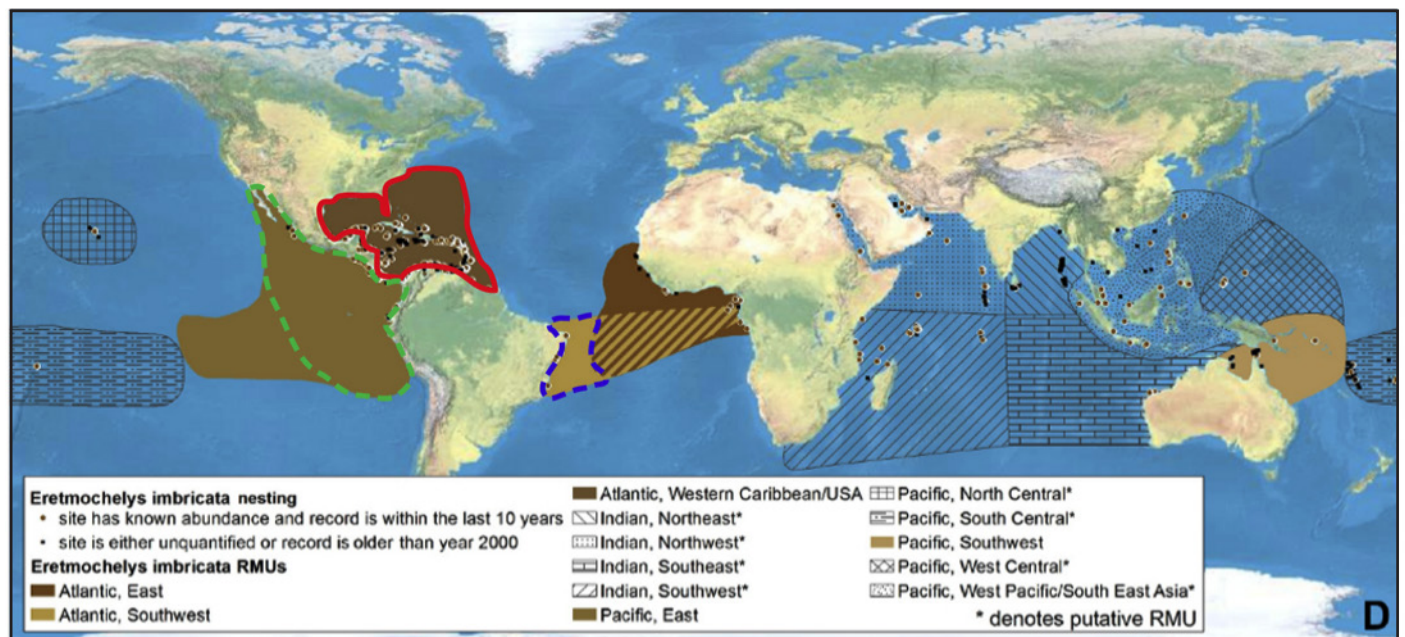 Eretmochelys imbricata nesting
• site has known abundance and record is within the last 10 years
• site is either unquantified or record is older than year 2000
Eretmochelys imbricata RMUs
Atlantic, East
Atlantic, Southwest
Atlantic, Western Caribbean/USA
Indian, Northeast*
Indian, Northwest*
Indian, Southeast*
Indian, Southwest*
Pacific, East
Pacific, North Central*
Pacific, South Central*
Pacific, Southwest
Pacific, West Central*
Pacific, West Pacific/South East Asia*
* denotes putative RMU
D